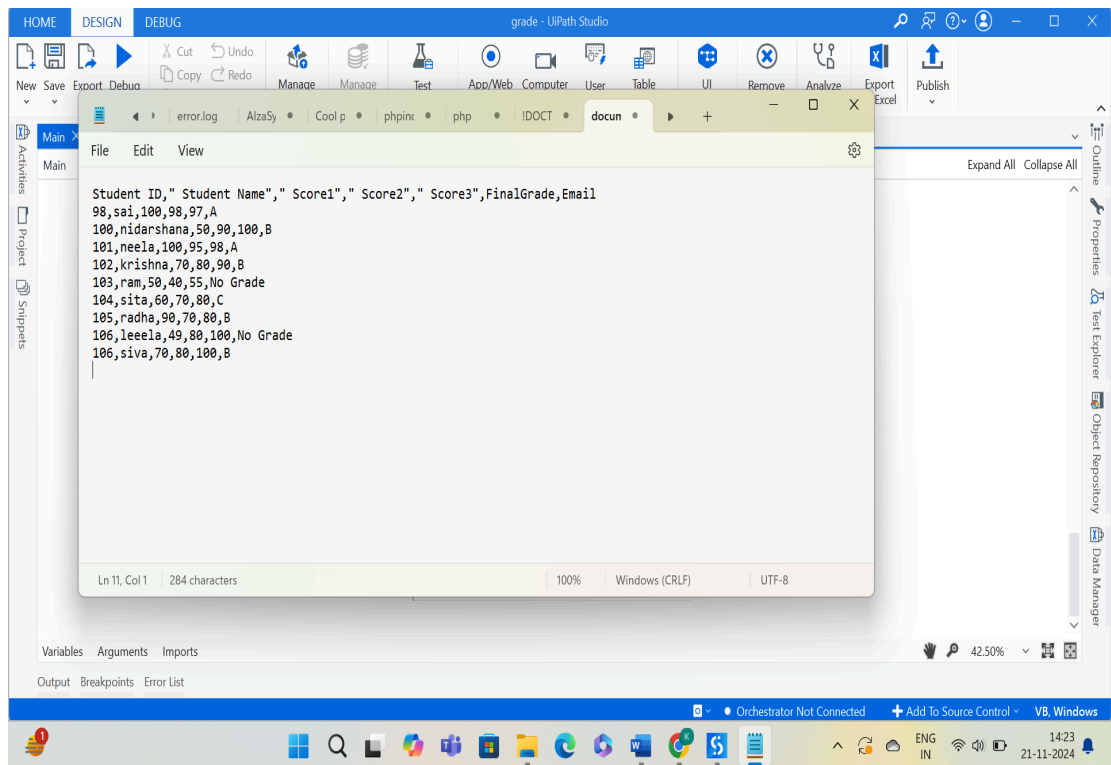 HOME DESIGN DEBUG grade - UiPath Studio
Cut Undo
Copy Redo
New Save Export Debug Manage Manage Test App/Web Computer User Table UI Remove Analyze Export Publish
Excel
error.log AIzaSy Cool p phpinc php !DOCT docun
Main
File Edit View
Main Expand All Collapse All
Student ID," Student Name"," Score1"," Score2"," Score3",FinalGrade,Email
98,sai,100,98,97,A
100,nidarshana,50,90,100,B
101,neela,100,95,98,A
102,krishna,70,80,90,B
103,ram,50,40,55,No Grade
104,sita,60,70,80,C
105,radha,90,70,80,B
106,leeela,49,80,100,No Grade
106,siva,70,80,100,B
Activities
Project
Snippets
Outline
Properties
Test Explorer
Object Repository
Data Manager
Ln 11, Col 1 284 characters 100% Windows (CRLF) UTF-8
Variables Arguments Imports 42.50%
Output Breakpoints Error List
Orchestrator Not Connected Add To Source Control VB, Windows
1 ENG 14:23
IN 21-11-2024